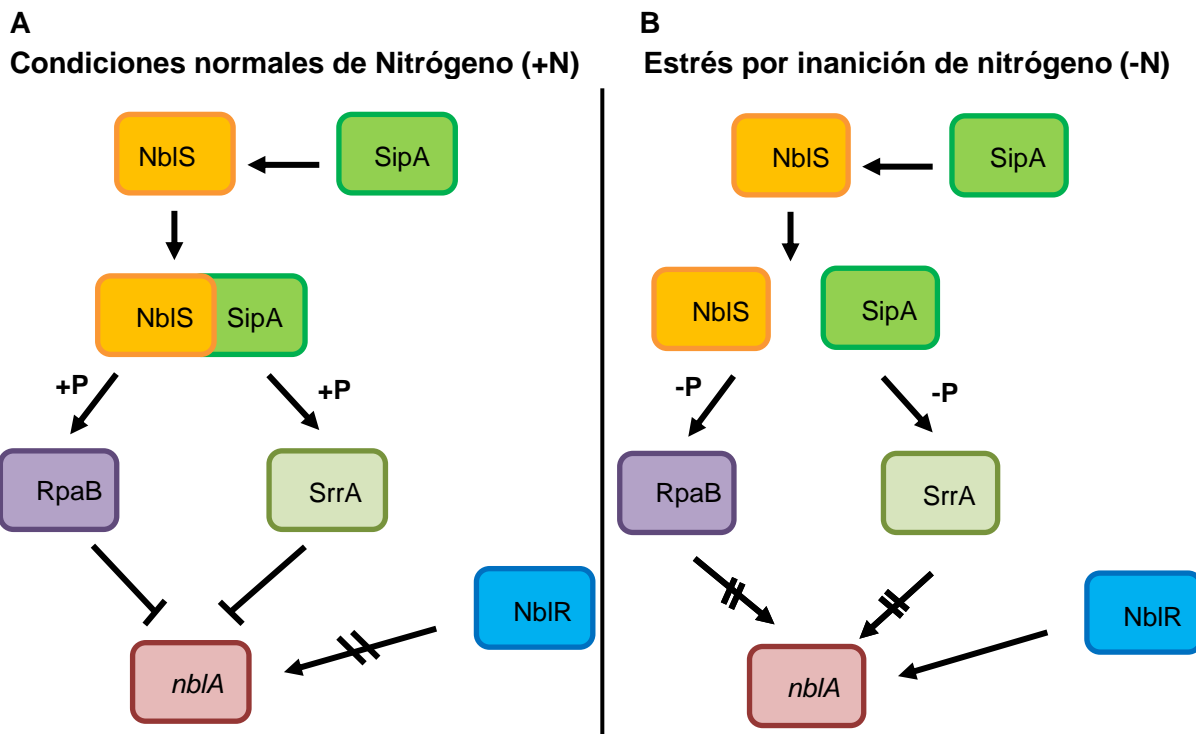 A
Condiciones normales de Nitrógeno (+N)
NblS
SipA
NblS
SipA
+P
+P
RpaB
SrrA
NblR
nblA
B
Estrés por inanición de nitrógeno (-N)
NblS
SipA
NblS
SipA
-P
-P
RpaB
SrrA
NblR
nblA